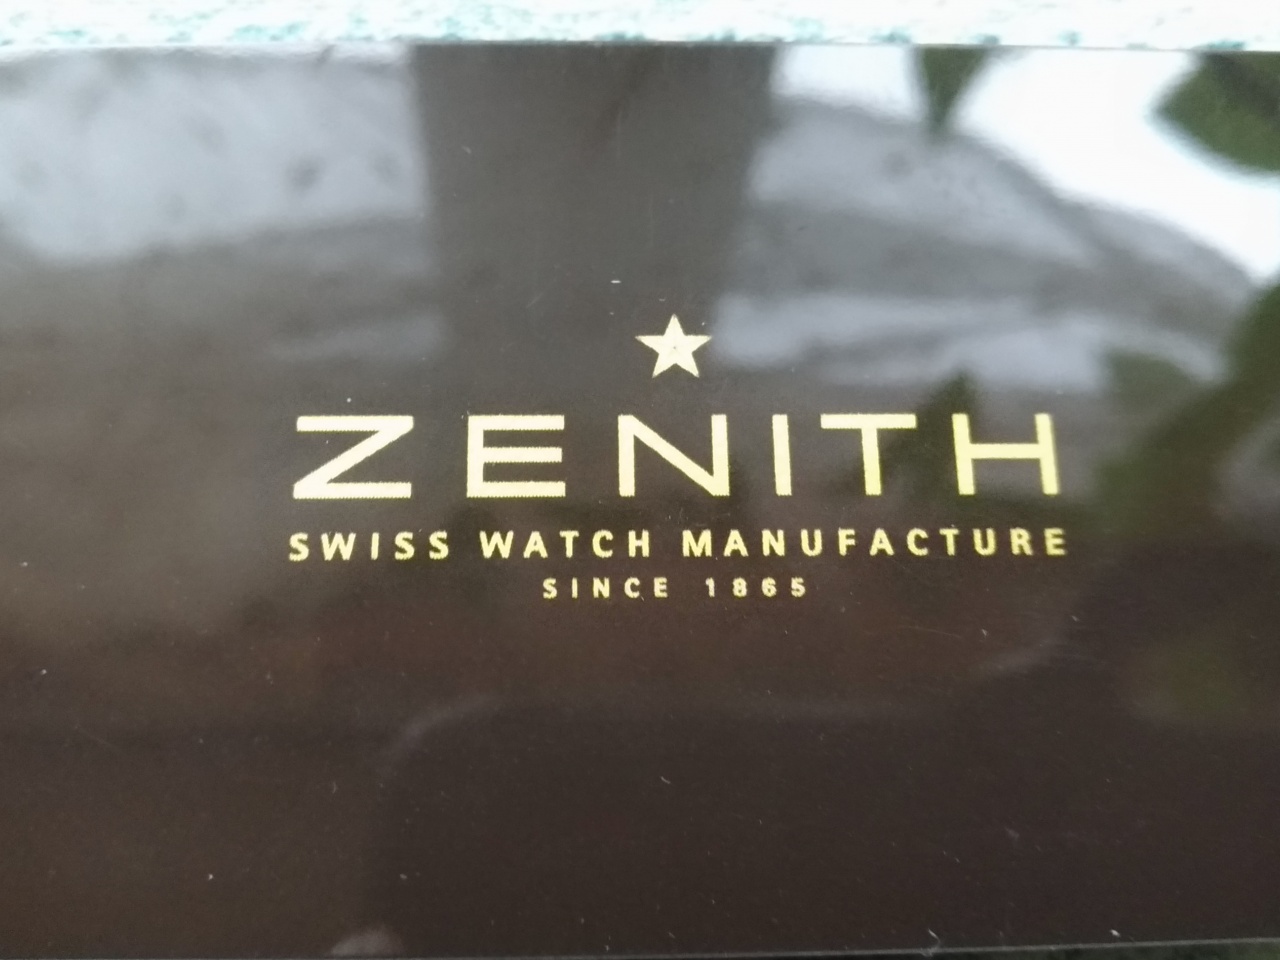 ZENITH
SWISS WATCH MANUFACTURE
SINCE 1865